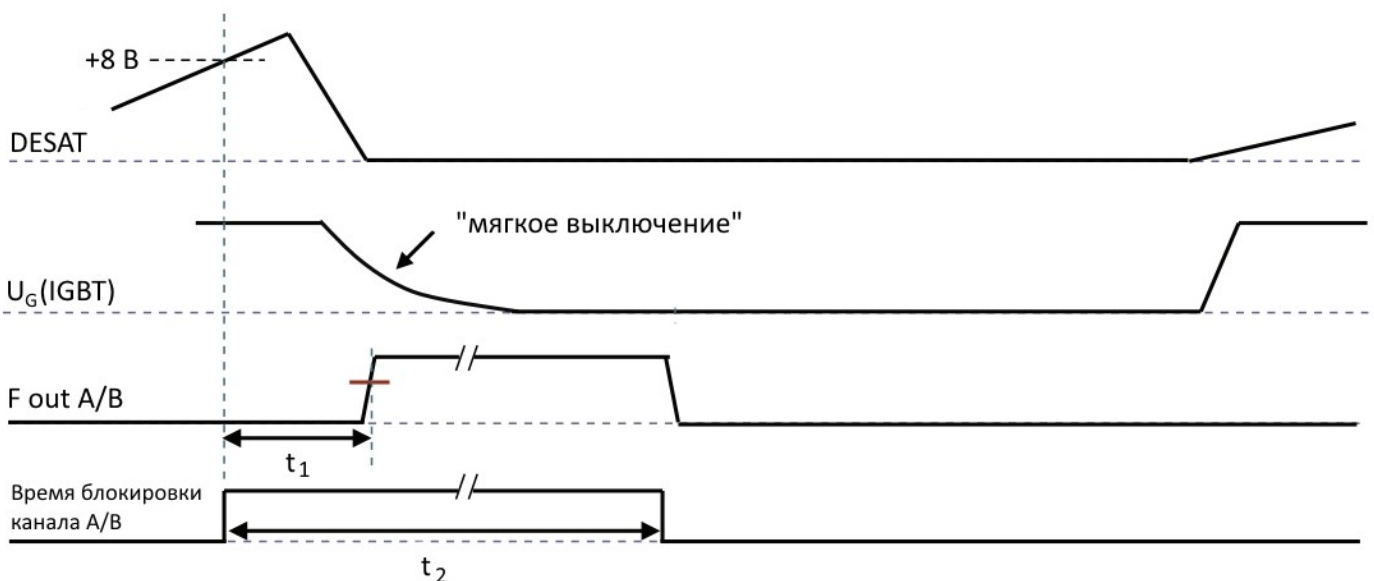 +8 В
DESAT
"мягкое выключение"
U_G(IGBT)
F out A/B
t_1
Время блокировки
канала A/B
t_2